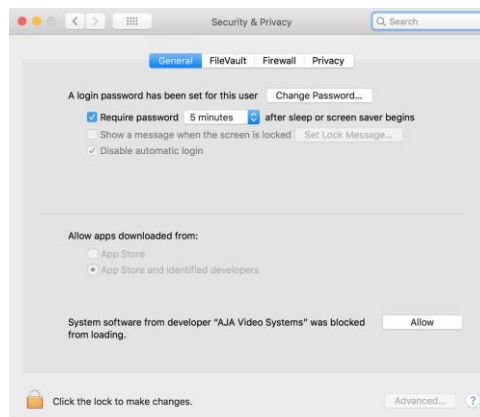 Security & Privacy
Search
General FileVault Firewall Privacy
A login password has been set for this user Change Password...
Require password 5 minutes after sleep or screen saver begins
Show a message when the screen is locked Set Lock Message...
Disable automatic login
Allow apps downloaded from:
App Store
App Store and identified developers
System software from developer “AJA Video Systems” was blocked Allow
from loading.
Click the lock to make changes. Advanced... ?